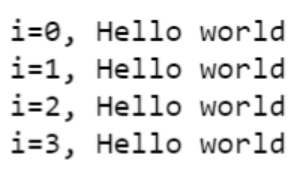 i=0, Hello world
i=1, Hello world
i=2, Hello world
i=3, Hello world